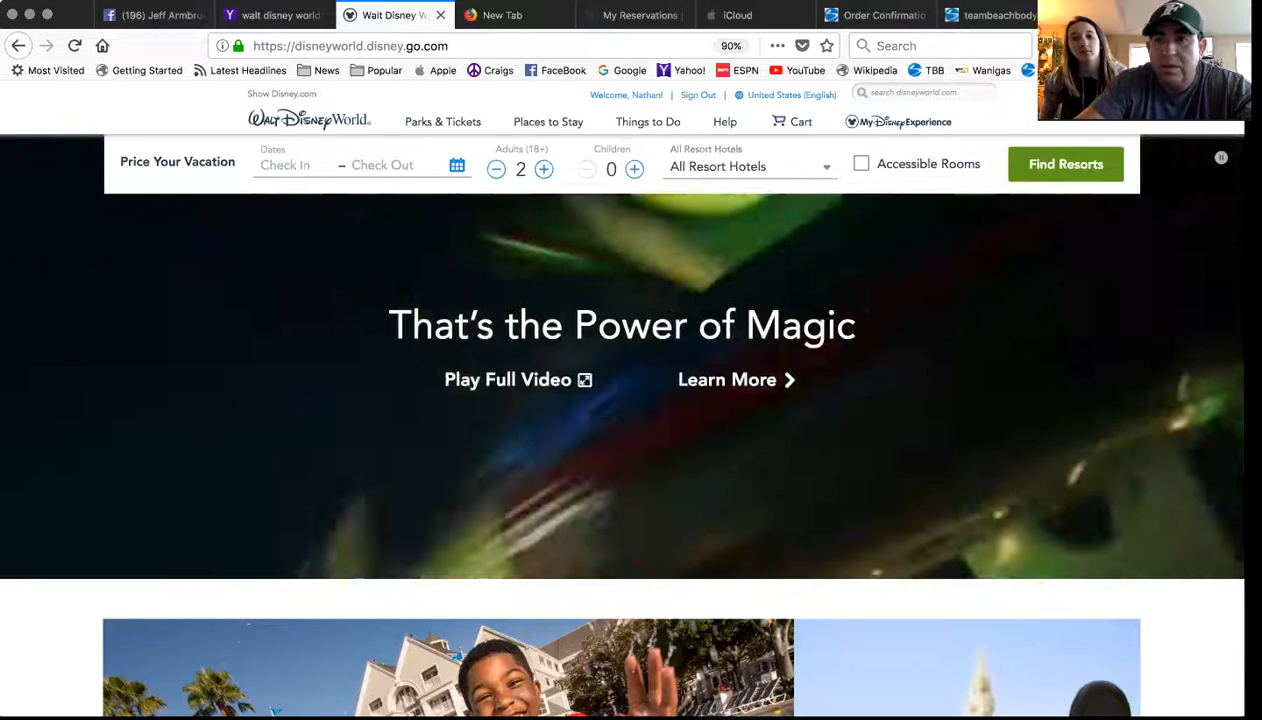 (196) Jeff Armbru
walt disney world
Walt Disney W
New Tab
My Reservations
iCloud
Order Confirmatio
teambeachbody
https://disneyworld.disney.go.com
90%
Search
Most Visited
Getting Started
Latest Headlines
News
Popular
Apple
Craigs
FaceBook
Google
Yahoo!
ESPN
YouTube
Wikipedia
TBB
Wanigas
Show Disney.com
Welcome, Nathan! | Sign Out | United States (English)
search disneyworld.com
Walt Disney World
Parks & Tickets
Places to Stay
Things to Do
Help
Cart
My Disney Experience
Price Your Vacation
Dates
Check In – Check Out
Adults (18+)
2
Children
0
All Resort Hotels
All Resort Hotels
Accessible Rooms
Find Resorts
That's the Power of Magic
Play Full Video
Learn More